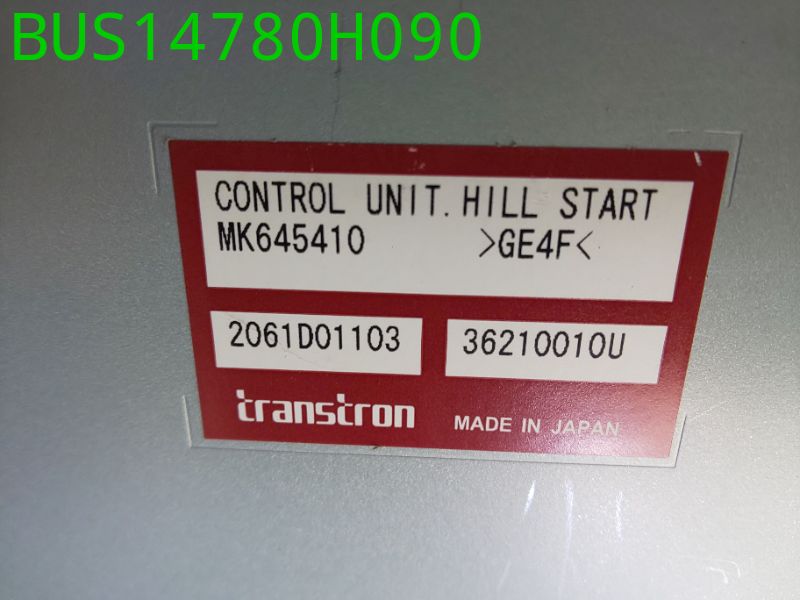 BUS14780H090
CONTROL UNIT. HILL START
MK645410 >GE4F<
2061D01103 36210010U
transtron MADE IN JAPAN